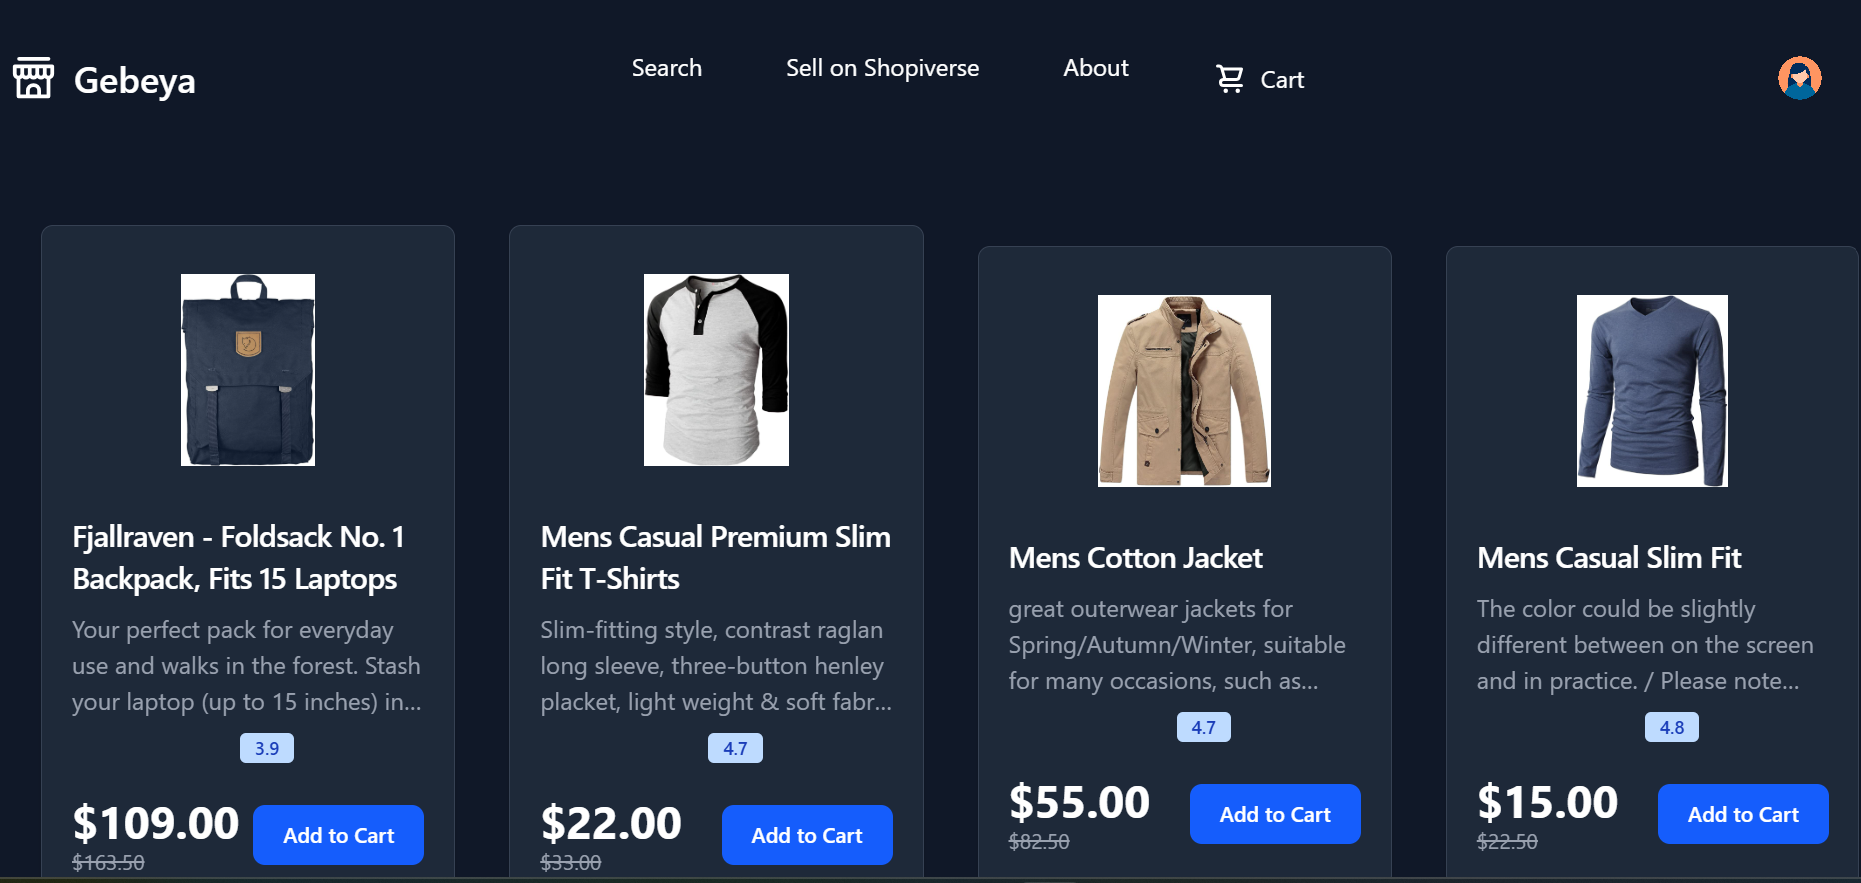 Gebeya
Search
Sell on Shopiverse
About
Cart
Fjallraven - Foldsack No. 1
Backpack, Fits 15 Laptops
Your perfect pack for everyday
use and walks in the forest. Stash
your laptop (up to 15 inches) in...
3.9
$109.00
$163.50
Add to Cart
Mens Casual Premium Slim
Fit T-Shirts
Slim-fitting style, contrast raglan
long sleeve, three-button henley
placket, light weight & soft fabr...
4.7
$22.00
$33.00
Add to Cart
Mens Cotton Jacket
great outerwear jackets for
Spring/Autumn/Winter, suitable
for many occasions, such as...
4.7
$55.00
$82.50
Add to Cart
Mens Casual Slim Fit
The color could be slightly
different between on the screen
and in practice. / Please note...
4.8
$15.00
$22.50
Add to Cart